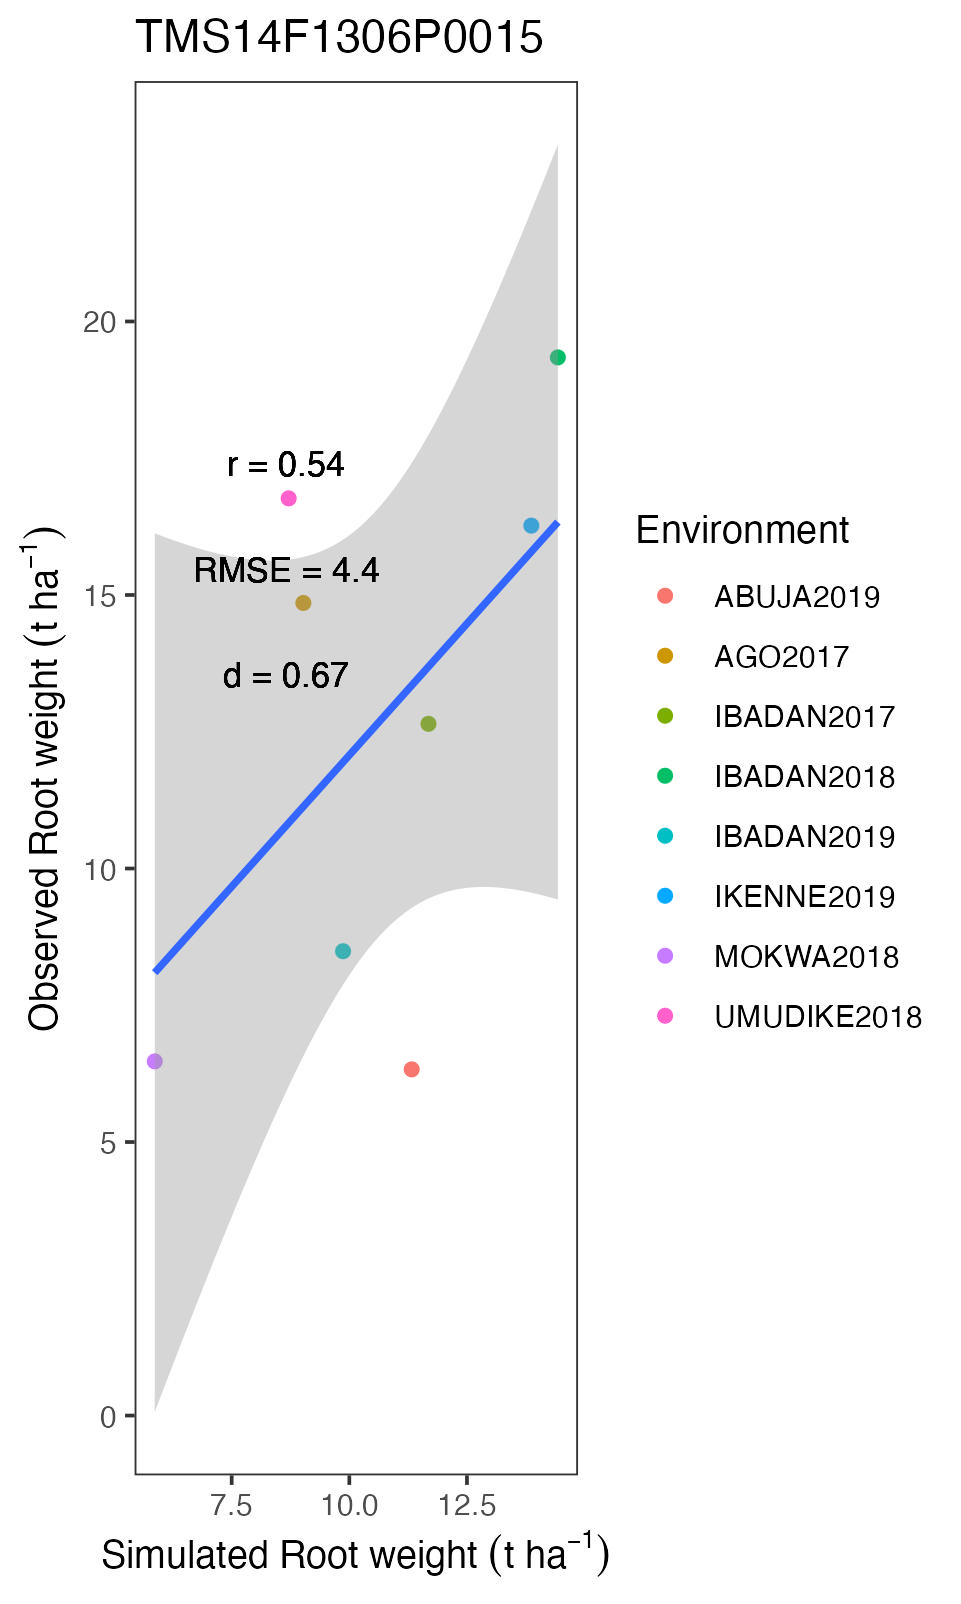 TMS14F1306P0015
Observed Root weight (t ha⁻¹)
20
15
10
5
0
r = 0.54
RMSE = 4.4
d = 0.67
7.5 10.0 12.5
Simulated Root weight (t ha⁻¹)
Environment
ABUJA2019
AGO2017
IBADAN2017
IBADAN2018
IBADAN2019
IKENNE2019
MOKWA2018
UMUDIKE2018